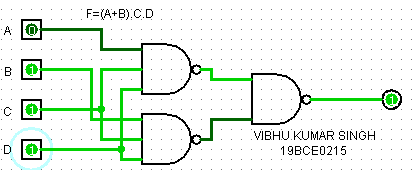 F=(A+B).C.D
A 0
B 1
C 1
D 1
1
VIBHU KUMAR SINGH
19BCE0215